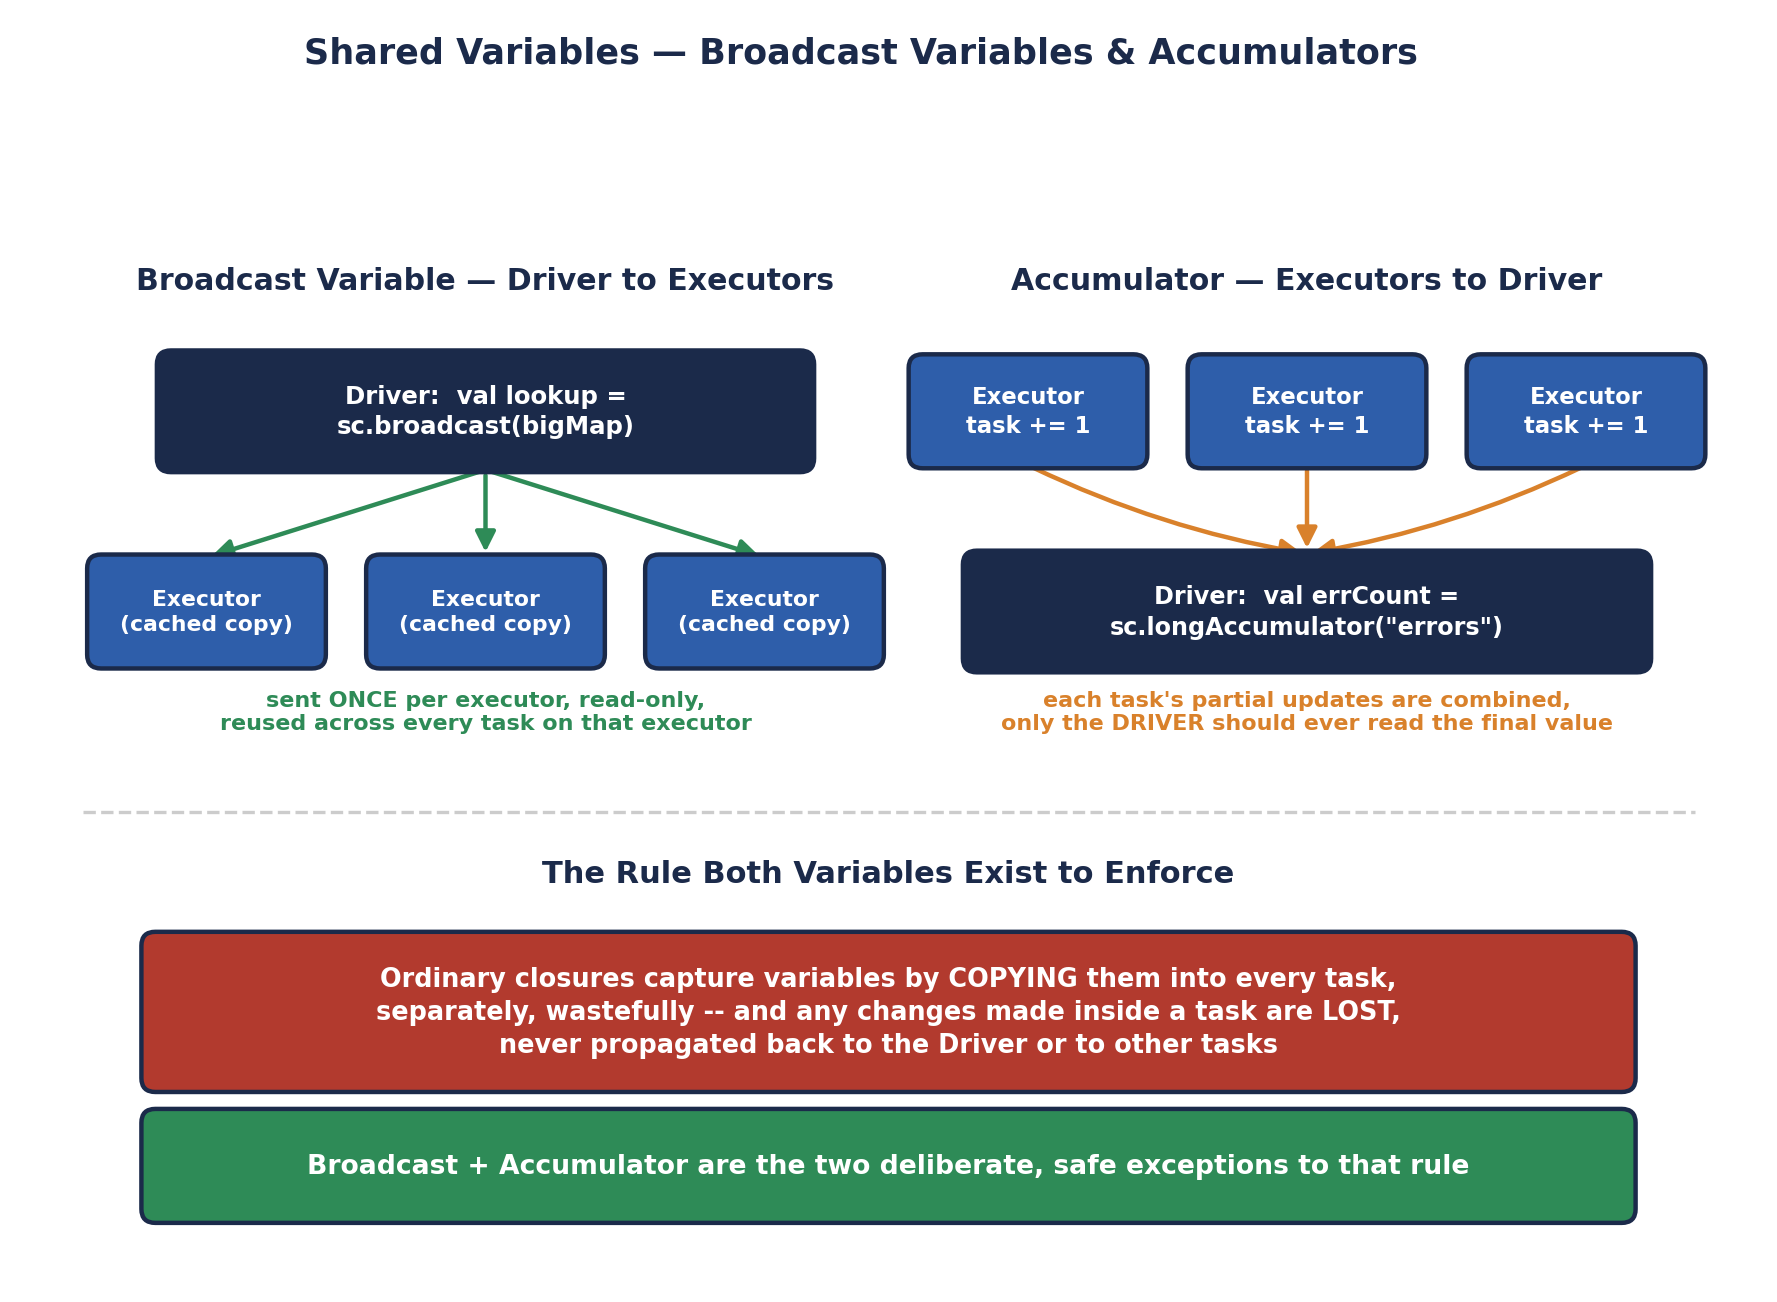 Shared Variables — Broadcast Variables & Accumulators
Broadcast Variable — Driver to Executors
Driver:  val lookup =
sc.broadcast(bigMap)
Executor
(cached copy)
Executor
(cached copy)
Executor
(cached copy)
sent ONCE per executor, read-only,
reused across every task on that executor
Accumulator — Executors to Driver
Executor
task += 1
Executor
task += 1
Executor
task += 1
Driver:  val errCount =
sc.longAccumulator("errors")
each task's partial updates are combined,
only the DRIVER should ever read the final value
The Rule Both Variables Exist to Enforce
Ordinary closures capture variables by COPYING them into every task,
separately, wastefully -- and any changes made inside a task are LOST,
never propagated back to the Driver or to other tasks
Broadcast + Accumulator are the two deliberate, safe exceptions to that rule